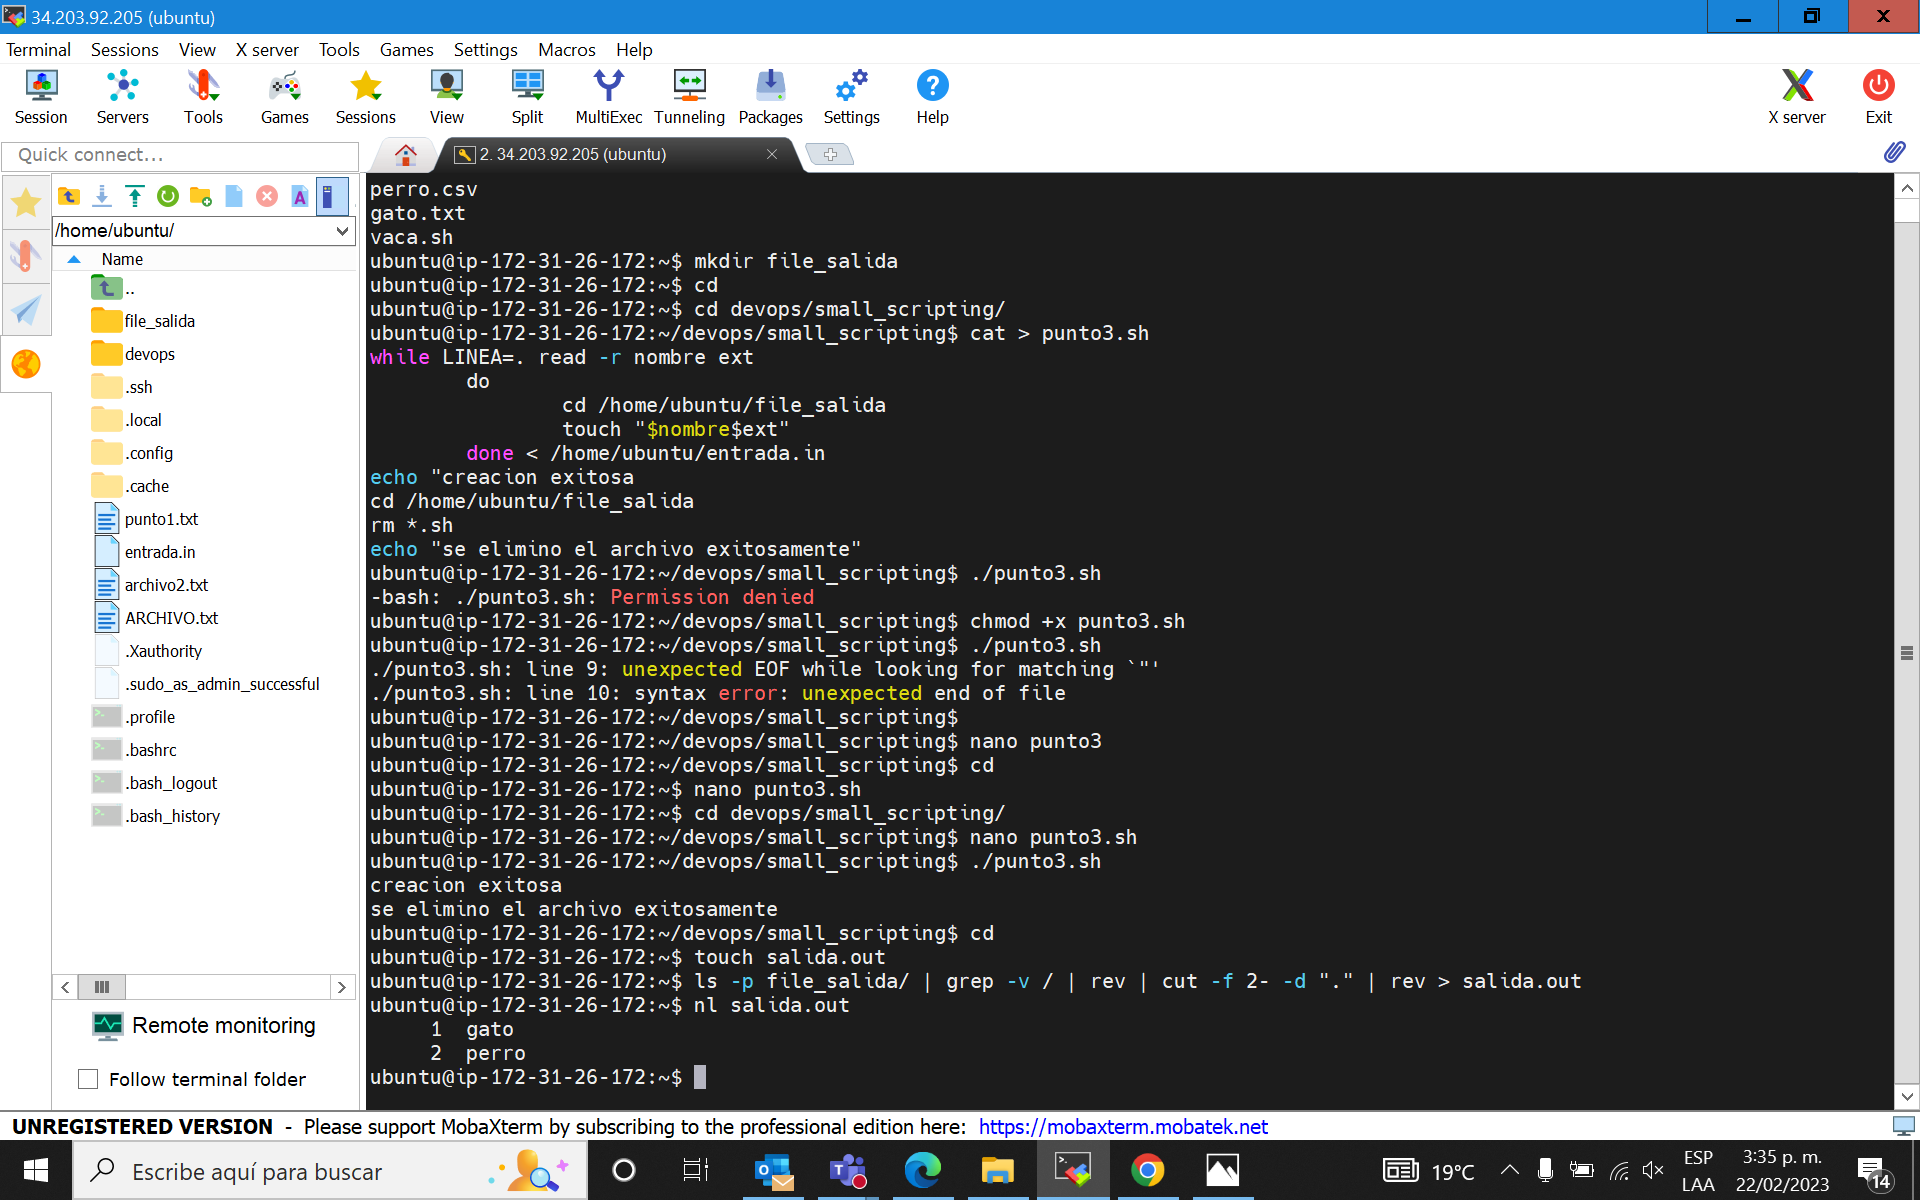 34.203.92.205 (ubuntu)
Terminal Sessions View X server Tools Games Settings Macros Help
Session Servers Tools Games Sessions View Split MultiExec Tunneling Packages Settings Help X server Exit
Quick connect...
2. 34.203.92.205 (ubuntu)
/home/ubuntu/
Name
..
file_salida
devops
.ssh
.local
.config
.cache
punto1.txt
entrada.in
archivo2.txt
ARCHIVO.txt
.Xauthority
.sudo_as_admin_successful
.profile
.bashrc
.bash_logout
.bash_history
Remote monitoring
Follow terminal folder
perro.csv
gato.txt
vaca.sh
ubuntu@ip-172-31-26-172:~$ mkdir file_salida
ubuntu@ip-172-31-26-172:~$ cd
ubuntu@ip-172-31-26-172:~$ cd devops/small_scripting/
ubuntu@ip-172-31-26-172:~/devops/small_scripting$ cat > punto3.sh
while LINEA=. read -r nombre ext
        do
                cd /home/ubuntu/file_salida
                touch "$nombre$ext"
        done < /home/ubuntu/entrada.in
echo "creacion exitosa
cd /home/ubuntu/file_salida
rm *.sh
echo "se elimino el archivo exitosamente"
ubuntu@ip-172-31-26-172:~/devops/small_scripting$ ./punto3.sh
-bash: ./punto3.sh: Permission denied
ubuntu@ip-172-31-26-172:~/devops/small_scripting$ chmod +x punto3.sh
ubuntu@ip-172-31-26-172:~/devops/small_scripting$ ./punto3.sh
./punto3.sh: line 9: unexpected EOF while looking for matching `"'
./punto3.sh: line 10: syntax error: unexpected end of file
ubuntu@ip-172-31-26-172:~/devops/small_scripting$
ubuntu@ip-172-31-26-172:~/devops/small_scripting$ nano punto3
ubuntu@ip-172-31-26-172:~/devops/small_scripting$ cd
ubuntu@ip-172-31-26-172:~$ nano punto3.sh
ubuntu@ip-172-31-26-172:~$ cd devops/small_scripting/
ubuntu@ip-172-31-26-172:~/devops/small_scripting$ nano punto3.sh
ubuntu@ip-172-31-26-172:~/devops/small_scripting$ ./punto3.sh
creacion exitosa
se elimino el archivo exitosamente
ubuntu@ip-172-31-26-172:~/devops/small_scripting$ cd
ubuntu@ip-172-31-26-172:~$ touch salida.out
ubuntu@ip-172-31-26-172:~$ ls -p file_salida/ | grep -v / | rev | cut -f 2- -d "." | rev > salida.out
ubuntu@ip-172-31-26-172:~$ nl salida.out
     1  gato
     2  perro
ubuntu@ip-172-31-26-172:~$
UNREGISTERED VERSION - Please support MobaXterm by subscribing to the professional edition here: https://mobaxterm.mobatek.net
Escribe aquí para buscar
19°C
ESP
LAA
3:35 p. m.
22/02/2023
14